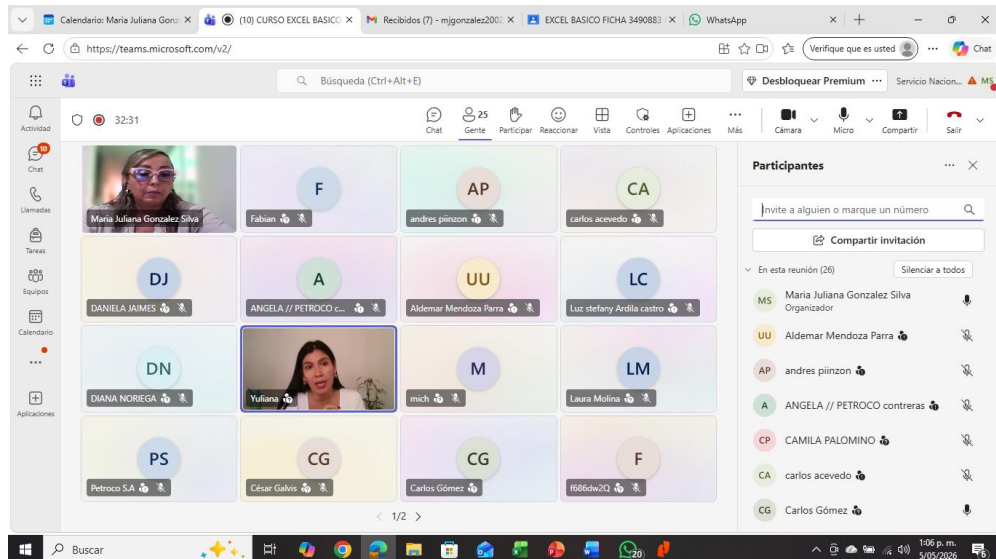 Calendario: Maria Juliana Gonz
(10) CURSO EXCEL BASICO
Recibidos (7) - mjgonzalez2002
EXCEL BASICO FICHA 3490883
WhatsApp
https://teams.microsoft.com/v2/
Verifique que es usted
Chat
Búsqueda (Ctrl+Alt+E)
Desbloquear Premium
Servicio Nacion...
MS
Actividad
Chat
10
Llamadas
Tareas
Equipos
Calendario
Aplicaciones
32:31
Chat
25
Gente
Participar
Reaccionar
Vista
Controles
Aplicaciones
Más
Cámara
Micro
Compartir
Salir
Maria Juliana Gonzalez Silva
F
Fabian
AP
andres piinzon
CA
carlos acevedo
DJ
DANIELA JAIMES
A
ANGELA // PETROCO c...
UU
Aldemar Mendoza Parra
LC
Luz stefany Ardila castro
DN
DIANA NORIEGA
Yuliana
M
mich
LM
Laura Molina
PS
Petroco S.A
CG
César Galvis
CG
Carlos Gómez
F
f686dw2Q
1/2
Participantes
Invite a alguien o marque un número
Compartir invitación
En esta reunión (26)
Silenciar a todos
MS
Maria Juliana Gonzalez Silva
Organizador
UU
Aldemar Mendoza Parra
AP
andres piinzon
A
ANGELA // PETROCO contreras
CP
CAMILA PALOMINO
CA
carlos acevedo
CG
Carlos Gómez
Buscar
20
1:06 p. m.
5/05/2026